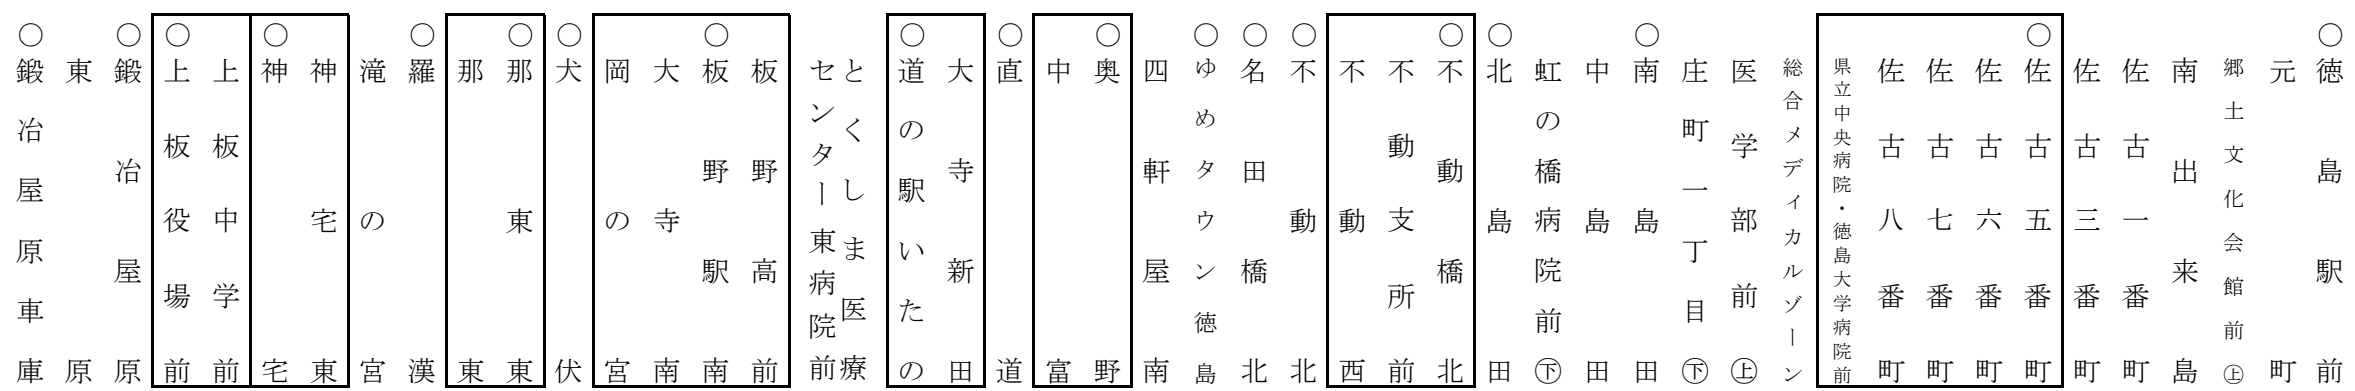 ○徳島駅前
元町
郷土文化会館前㊤
南出来島
佐古一番町
佐古三番町
○佐古五番町
佐古六番町
佐古七番町
佐古八番町
県立中央病院・徳島大学病院前
総合メディカルゾーン
医学部前㊤
庄町一丁目㊦
○南島田
中島田
虹の橋病院前㊦
○北島田
○不動橋北
不動支所前
不動西
○不動北
○名田橋北
○ゆめタウン徳島
四軒屋南
○奥野
中富
○直道
大寺新田
○道の駅いたの
とくしま医療
センター東病院前
板野高前
○板野駅南
大寺南
岡の宮
○犬伏
○那東東
那東
○羅漢
滝の宮
神宅東
○神宅
上板中学前
○上板役場前
○鍛冶屋原
東原
○鍛冶屋原車庫